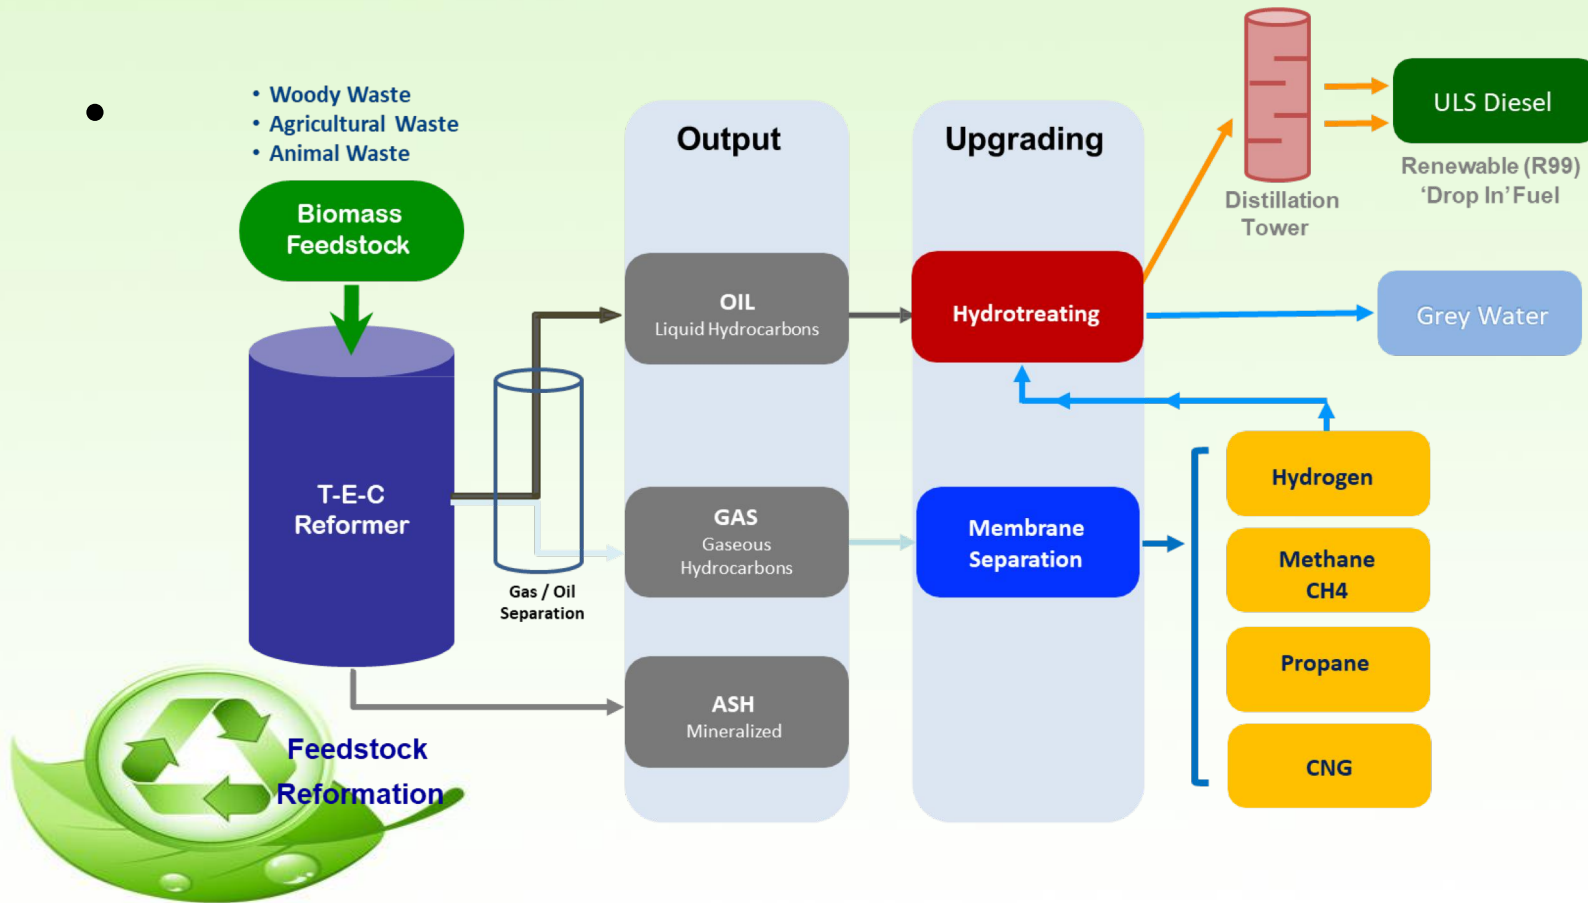 • Woody Waste
• Agricultural Waste
• Animal Waste
Biomass
Feedstock
T-E-C
Reformer
Feedstock
Reformation
Gas / Oil
Separation
Output
OIL
Liquid Hydrocarbons
GAS
Gaseous
Hydrocarbons
ASH
Mineralized
Upgrading
Hydrotreating
Membrane
Separation
Distillation
Tower
ULS Diesel
Renewable (R99)
‘Drop In’ Fuel
Grey Water
Hydrogen
Methane
CH4
Propane
CNG